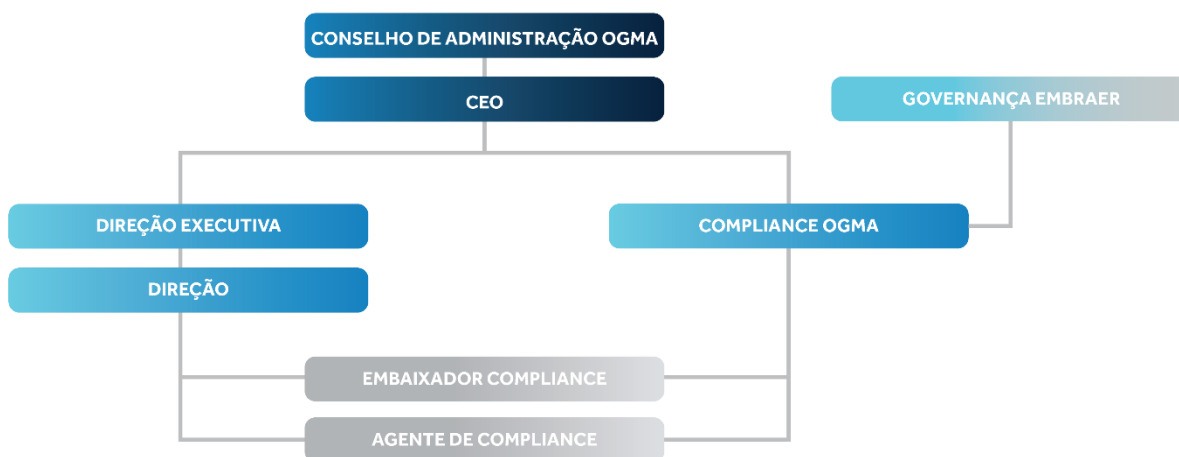 CONSELHO DE ADMINISTRAÇÃO OGMA
CEO
GOVERNANÇA EMBRAER
DIREÇÃO EXECUTIVA
COMPLIANCE OGMA
DIREÇÃO
EMBAIXADOR COMPLIANCE
AGENTE DE COMPLIANCE